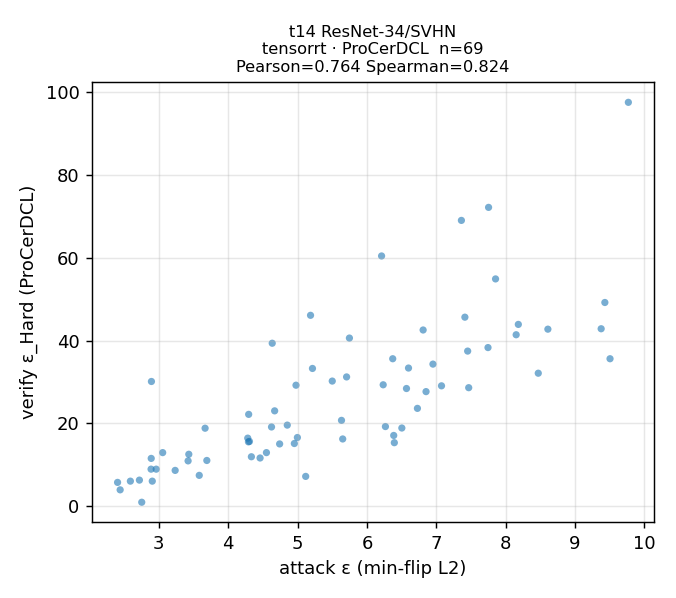 t14 ResNet-34/SVHN
tensorrt · ProCerDCL  n=69
Pearson=0.764 Spearman=0.824
100
80
60
40
20
0
verify ε_Hard (ProCerDCL)
3 4 5 6 7 8 9 10
attack ε (min-flip L2)